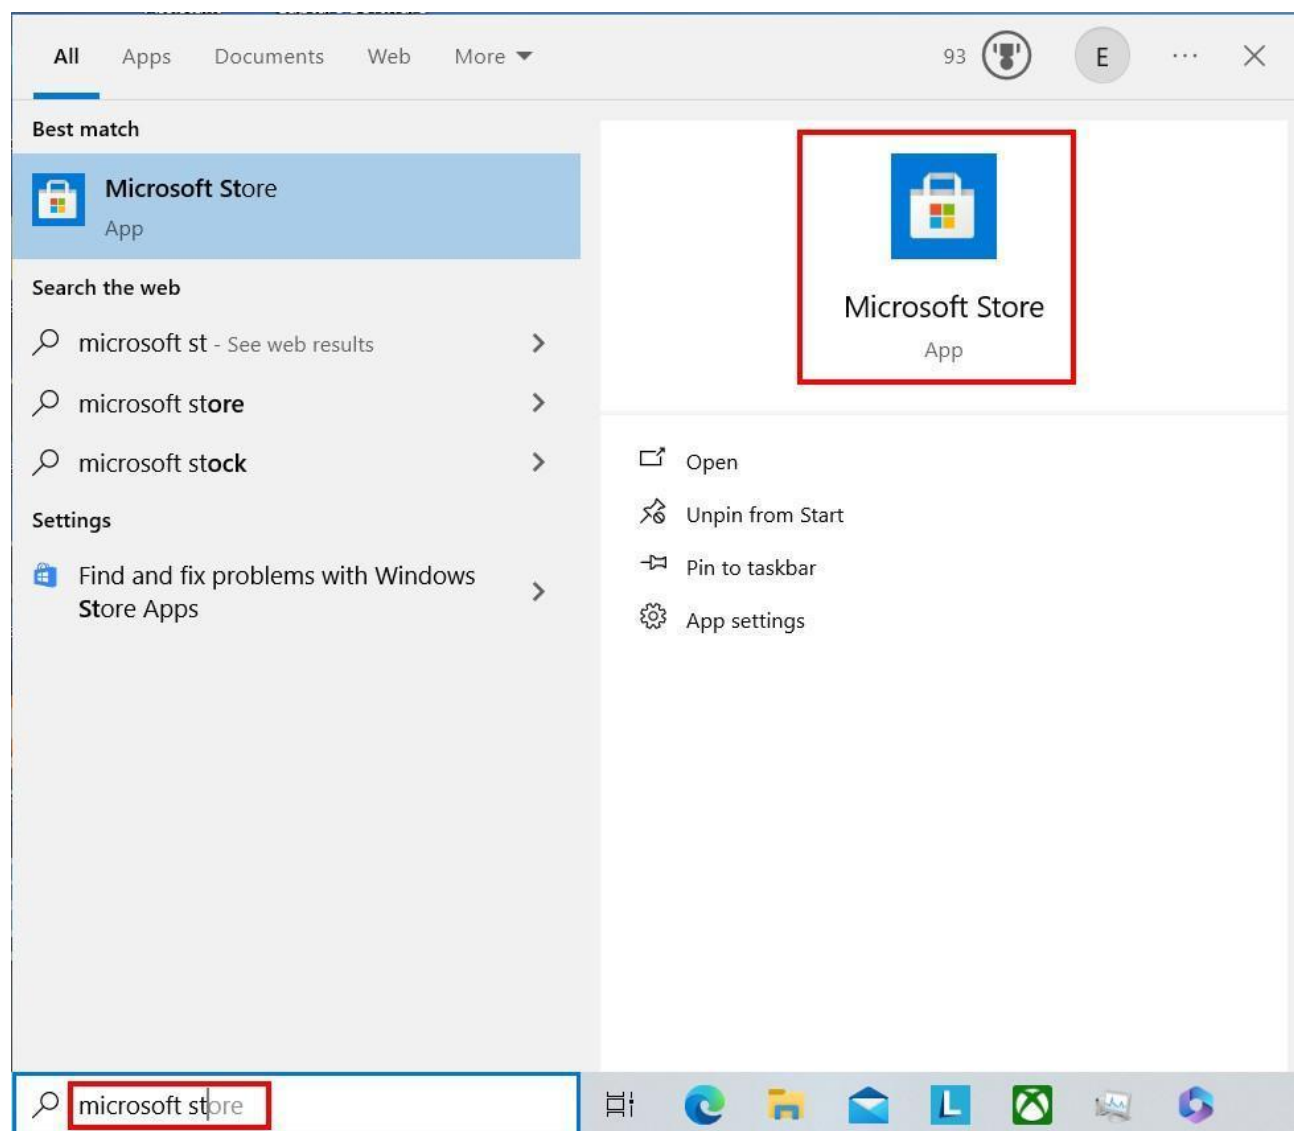 All Apps Documents Web More 93 E ...
Best match
Microsoft Store
App
Search the web
microsoft st - See web results
microsoft store
microsoft stock
Settings
Find and fix problems with Windows
Store Apps
Microsoft Store
App
Open
Unpin from Start
Pin to taskbar
App settings
microsoft store
L